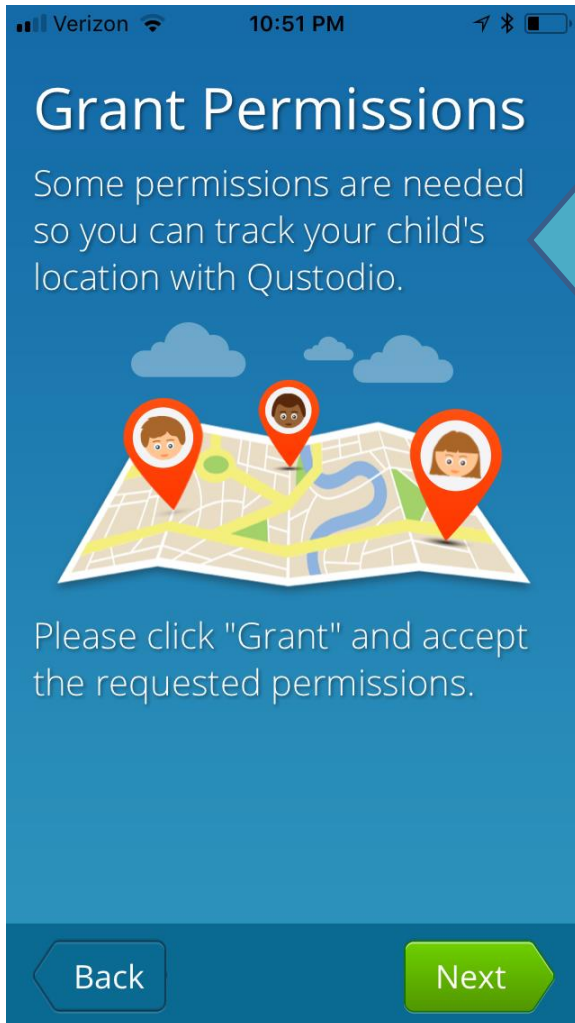 Verizon 10:51 PM
Grant Permissions
Some permissions are needed
so you can track your child's
location with Qustodio.
Please click "Grant" and accept
the requested permissions.
Back Next